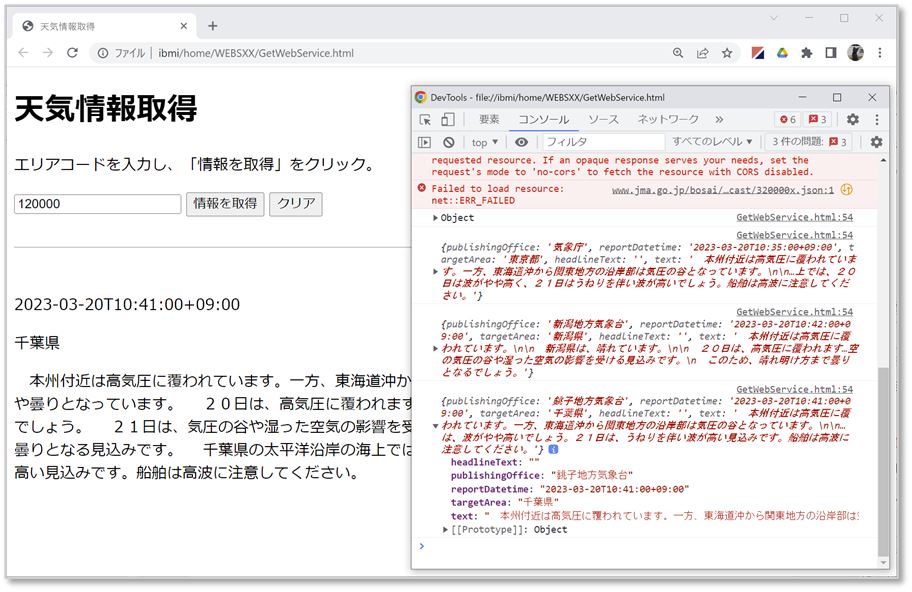 天気情報取得
ファイル | ibmi/home/WEBSXX/GetWebService.html
天気情報取得
エリアコードを入力し、「情報を取得」をクリック。
120000 情報を取得 クリア
2023-03-20T10:41:00+09:00
千葉県
本州付近は高気圧に覆われています。一方、東海道沖か
や曇りとなっています。 ２０日は、高気圧に覆われます
でしょう。 ２１日は、気圧の谷や湿った空気の影響を受
曇りとなる見込みです。 千葉県の太平洋沿岸の海上では
高い見込みです。船舶は高波に注意してください。
DevTools - file://ibmi/home/WEBSXX/GetWebService.html
要素 コンソール ソース ネットワーク » 6 3
top ▼ フィルタ すべてのレベル ▼ 3 件の問題: 3
requested resource. If an opaque response serves your needs, set the
request's mode to 'no-cors' to fetch the resource with CORS disabled.
Failed to load resource: www.jma.go.jp/bosai/…cast/320000x.json:1
net::ERR_FAILED
▶Object GetWebService.html:54
GetWebService.html:54
{publishingOffice: '気象庁', reportDatetime: '2023-03-20T10:35:00+09:00', t
argetArea: '東京都', headlineText: '', text: '　本州付近は高気圧に覆われていま
す。一方、東海道沖から関東地方の沿岸部は気圧の谷となっています。\n\n…上では、２０
日は波がやや高く、２１日はうねりを伴い波が高いでしょう。船舶は高波に注意してくださ
い。'}
GetWebService.html:54
{publishingOffice: '新潟地方気象台', reportDatetime: '2023-03-20T10:42:00+0
9:00', targetArea: '新潟県', headlineText: '', text: '　本州付近は高気圧に覆
われています。\n\n　新潟県は、晴れています。\n\n　２０日は、高気圧に覆われます…空
の気圧の谷や湿った空気の影響を受ける見込みです。\n　このため、晴れ明け方まで曇り
となるでしょう。'}
GetWebService.html:54
{publishingOffice: '銚子地方気象台', reportDatetime: '2023-03-20T10:41:00+0
9:00', targetArea: '千葉県', headlineText: '', text: '　本州付近は高気圧に覆
われています。一方、東海道沖から関東地方の沿岸部は気圧の谷となっています。\n\n…
は、波がやや高いでしょう。２１日は、うねりを伴い波が高い見込みです。船舶は高波に
注意してください。'} i
headlineText: ""
publishingOffice: "銚子地方気象台"
reportDatetime: "2023-03-20T10:41:00+09:00"
targetArea: "千葉県"
text: "　本州付近は高気圧に覆われています。一方、東海道沖から関東地方の沿岸部は
▶[[Prototype]]: Object